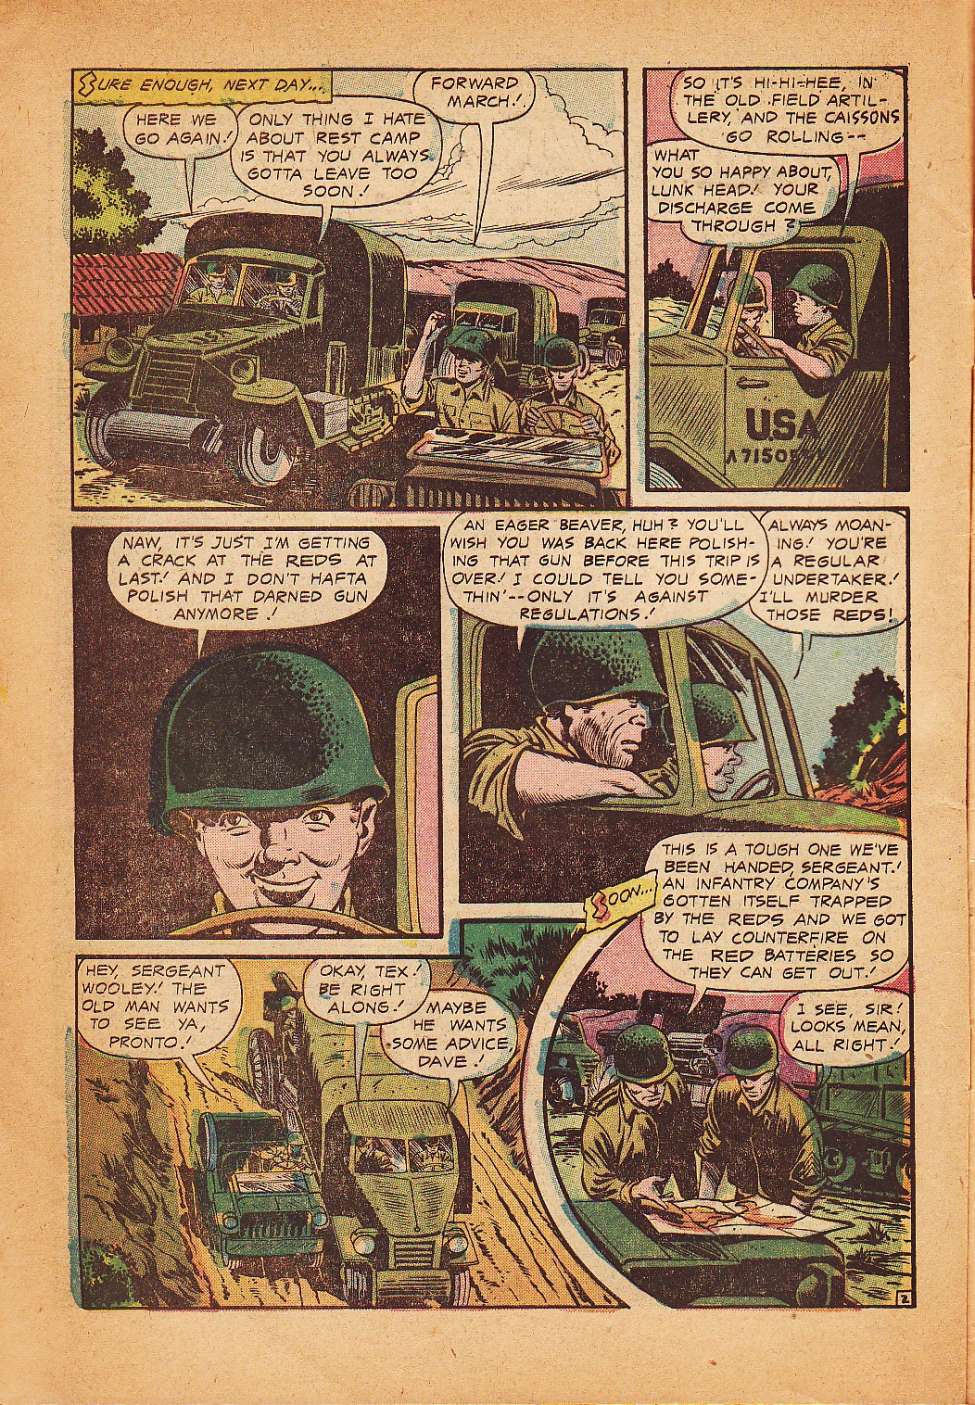 SURE ENOUGH, NEXT DAY...
HERE WE
GO AGAIN!
ONLY THING I HATE
ABOUT REST CAMP
IS THAT YOU ALWAYS
GOTTA LEAVE TOO
SOON!
FORWARD
MARCH!
SO IT'S HI-HI-HEE, IN
THE OLD FIELD ARTIL-
LERY, AND THE CAISSONS
GO ROLLING--
WHAT
YOU SO HAPPY ABOUT,
LUNK HEAD! YOUR
DISCHARGE COME
THROUGH?
USA
NAW, IT'S JUST I'M GETTING
A CRACK AT THE REDS AT
LAST! AND I DON'T HAFTA
POLISH THAT DARNED GUN
ANYMORE!
AN EAGER BEAVER, HUH? YOU'LL
WISH YOU WAS BACK HERE POLISH-
ING THAT GUN BEFORE THIS TRIP IS
OVER! I COULD TELL YOU SOME-
THIN'--ONLY IT'S AGAINST
REGULATIONS!
ALWAYS MOAN-
ING! YOU'RE
A REGULAR
UNDERTAKER!
I'LL MURDER
THOSE REDS!
HEY, SERGEANT
WOOLEY! THE
OLD MAN WANTS
TO SEE YA,
PRONTO!
OKAY, TEX!
BE RIGHT
ALONG!
MAYBE
HE WANTS
SOME ADVICE,
DAVE!
SOON...
THIS IS A TOUGH ONE WE'VE
BEEN HANDED, SERGEANT!
AN INFANTRY COMPANY'S
GOTTEN ITSELF TRAPPED
BY THE REDS AND WE GOT
TO LAY COUNTERFIRE ON
THE RED BATTERIES SO
THEY CAN GET OUT!
I SEE, SIR!
LOOKS MEAN,
ALL RIGHT!
2